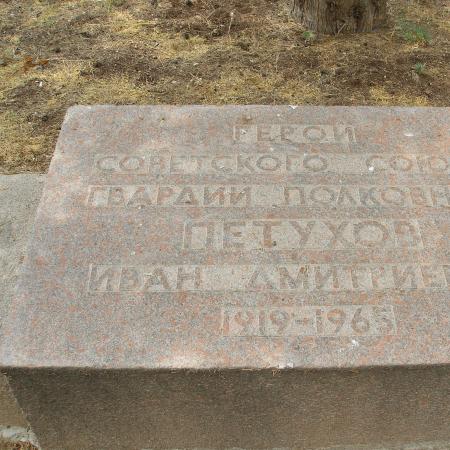 ГЕРОЙ
СОВЕТСКОГО СОЮ
ГВАРДИИ ПОЛКОВН
ПЕТУХОВ
ИВАН ДМИТРИЕ
1919-1965